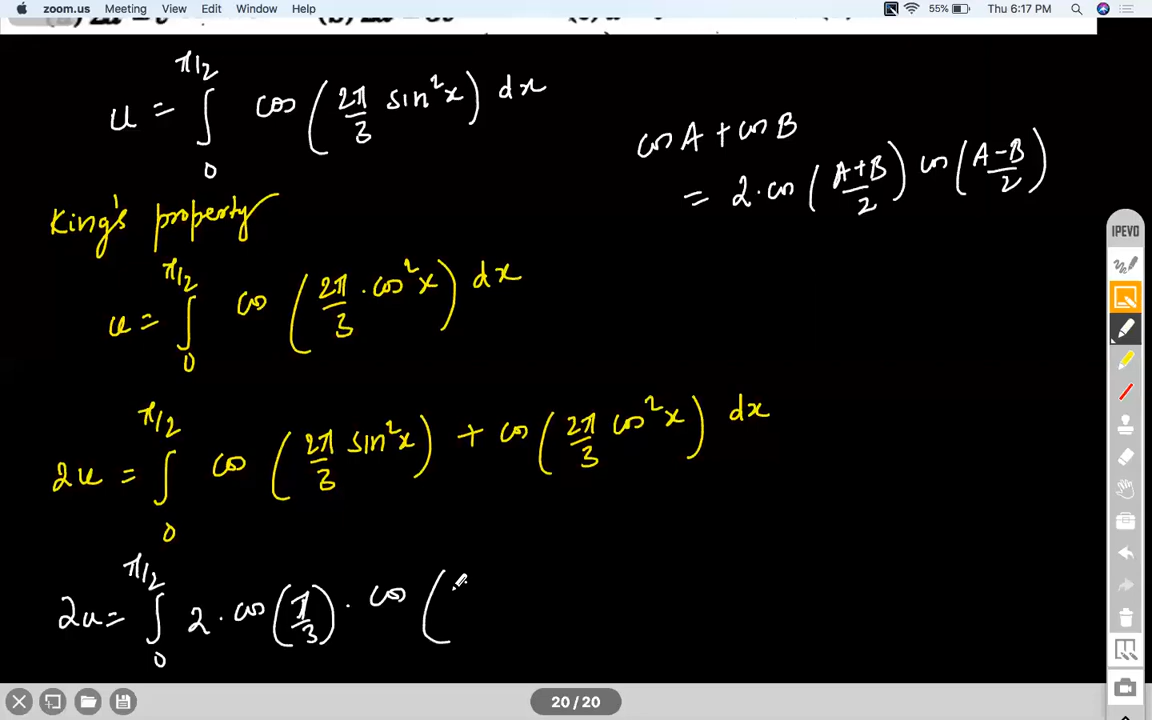 zoom.us Meeting View Edit Window Help 55% Thu 6:17 PM
u = ∫₀^(π/2) cos (2π/3 sin²x) dx
cosA + cosB
= 2·cos (A+B/2) cos (A−B/2)
King's property
u = ∫₀^(π/2) cos (2π/3 · cos²x) dx
2u = ∫₀^(π/2) cos (2π/3 sin²x) + cos (2π/3 cos²x) dx
2u = ∫₀^(π/2) 2 · cos (π/3) · cos (
IPEVO
20/20